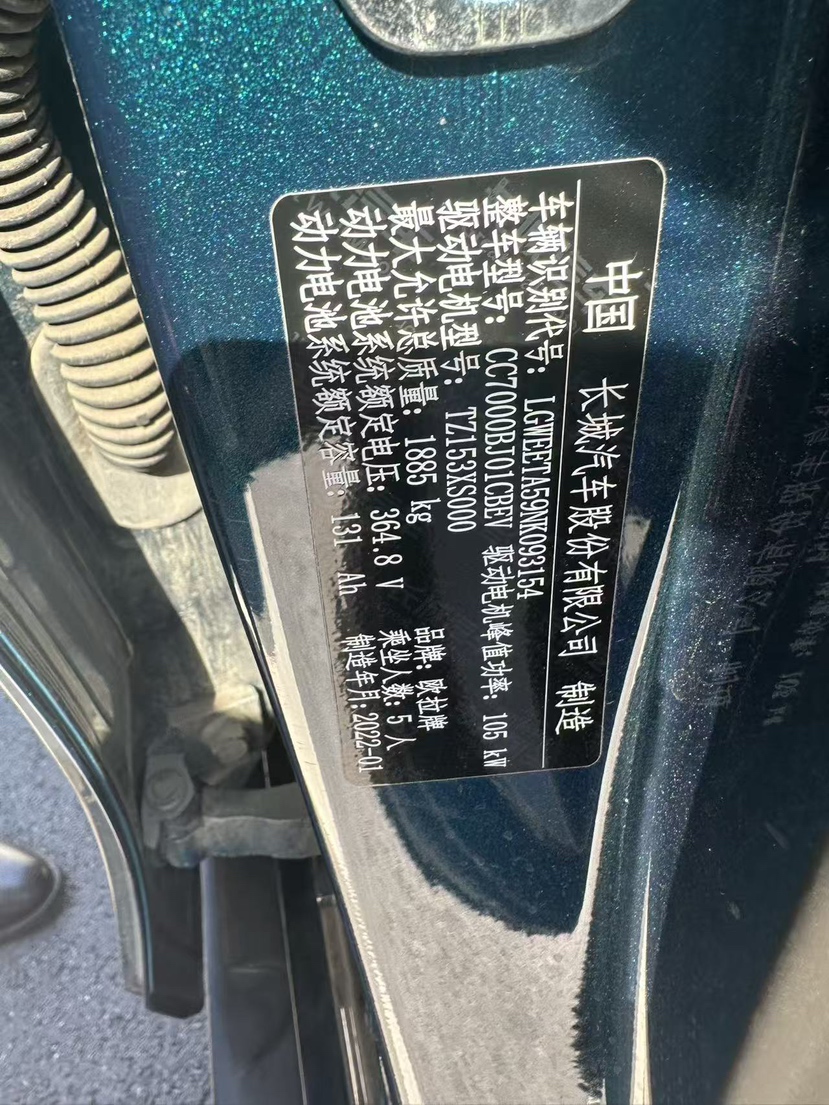 中国 长城汽车股份有限公司 制造
车辆识别代号: LGWEETA59NK093154
整车型号: CC7000BJ01CBEV 驱动电机峰值功率: 105 kW
驱动电机型号: TZ153XS000
最大允许总质量: 1885 kg 品牌: 欧拉牌
动力电池系统额定电压: 364.8 V 乘坐人数: 5 人
动力电池系统额定容量: 131 Ah 制造年月: 2022-01